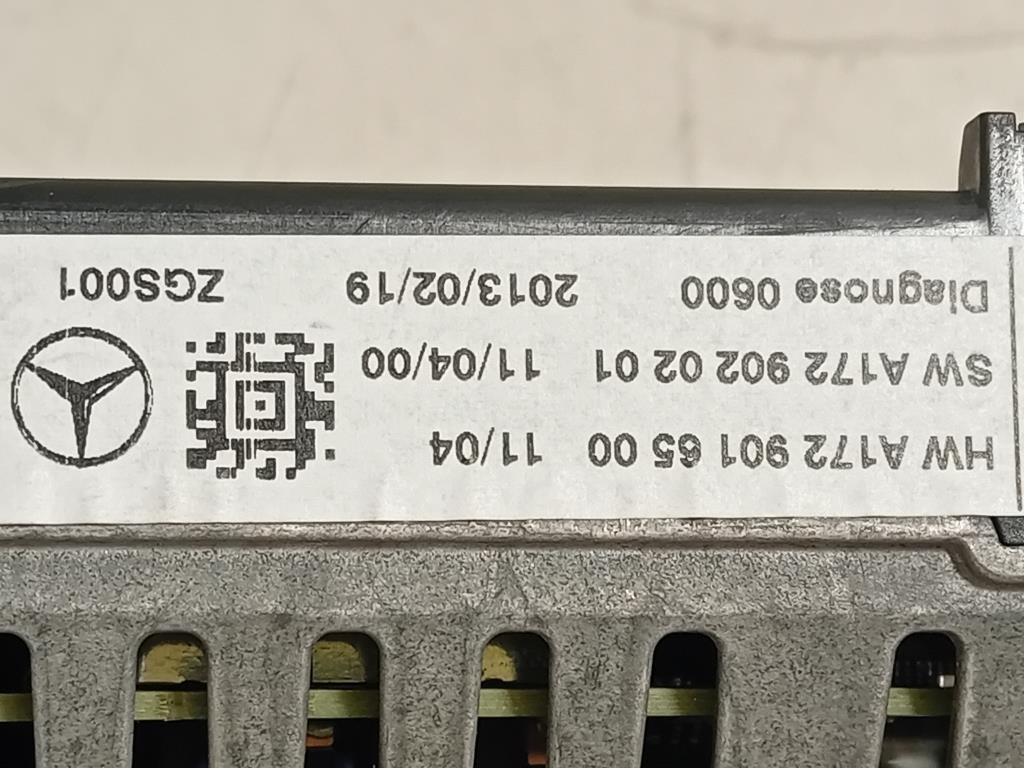 HW A172 901 65 00 11/04
SW A172 902 02 01 11/04/00
Diagnose 0600 2013/02/19 ZGS001